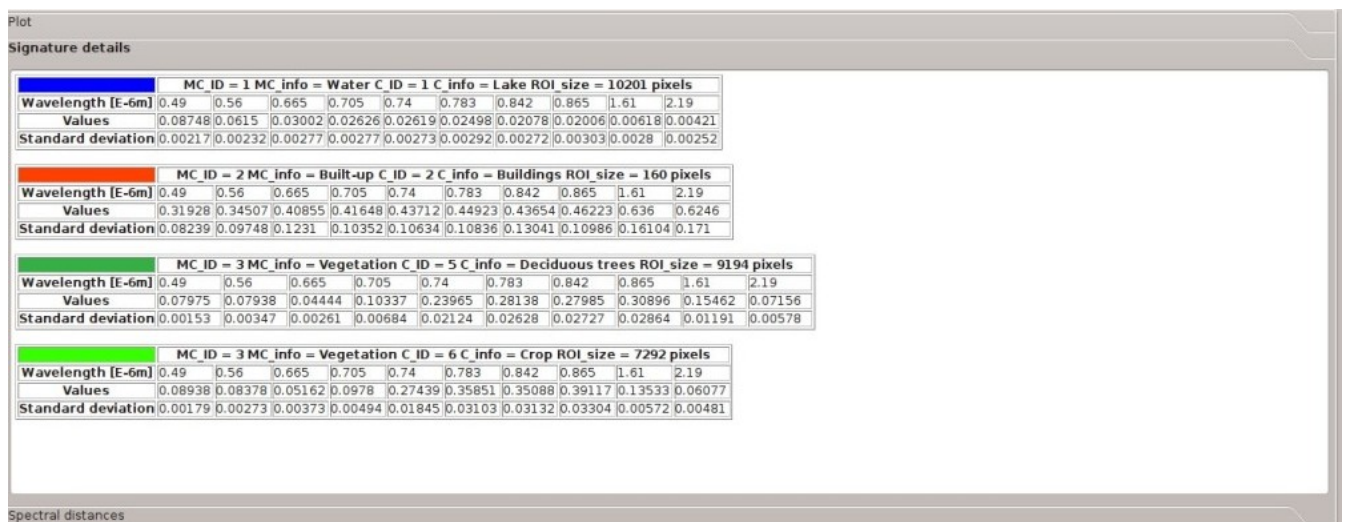 Plot
Signature details
MC_ID = 1 MC_info = Water C_ID = 1 C_info = Lake ROI_size = 10201 pixels
Wavelength [E-6m] 0.49 0.56 0.665 0.705 0.74 0.783 0.842 0.865 1.61 2.19
Values 0.08748 0.0615 0.03002 0.02626 0.02619 0.02498 0.02078 0.02006 0.00618 0.00421
Standard deviation 0.00217 0.00232 0.00277 0.00277 0.00273 0.00292 0.00272 0.00303 0.0028 0.00252
MC_ID = 2 MC_info = Built-up C_ID = 2 C_info = Buildings ROI_size = 160 pixels
Wavelength [E-6m] 0.49 0.56 0.665 0.705 0.74 0.783 0.842 0.865 1.61 2.19
Values 0.31928 0.34507 0.40855 0.41648 0.43712 0.44923 0.43654 0.46223 0.636 0.6246
Standard deviation 0.08239 0.09748 0.1231 0.10352 0.10634 0.10836 0.13041 0.10986 0.16104 0.171
MC_ID = 3 MC_info = Vegetation C_ID = 5 C_info = Deciduous trees ROI_size = 9194 pixels
Wavelength [E-6m] 0.49 0.56 0.665 0.705 0.74 0.783 0.842 0.865 1.61 2.19
Values 0.07975 0.07938 0.04444 0.10337 0.23965 0.28138 0.27985 0.30896 0.15462 0.07156
Standard deviation 0.00153 0.00347 0.00261 0.00684 0.02124 0.02628 0.02727 0.02864 0.01191 0.00578
MC_ID = 3 MC_info = Vegetation C_ID = 6 C_info = Crop ROI_size = 7292 pixels
Wavelength [E-6m] 0.49 0.56 0.665 0.705 0.74 0.783 0.842 0.865 1.61 2.19
Values 0.08938 0.08378 0.05162 0.0978 0.27439 0.35851 0.35088 0.39117 0.13533 0.06077
Standard deviation 0.00179 0.00273 0.00373 0.00494 0.01845 0.03103 0.03132 0.03304 0.00572 0.00481
Spectral distances